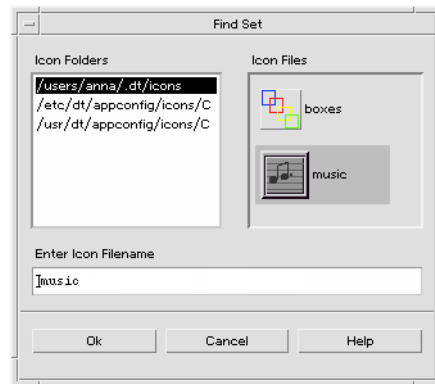 Find Set
Icon Folders
/users/anna/.dt/icons
/etc/dt/appconfig/icons/C
/usr/dt/appconfig/icons/C
Icon Files
boxes
music
Enter Icon Filename
music
Ok
Cancel
Help